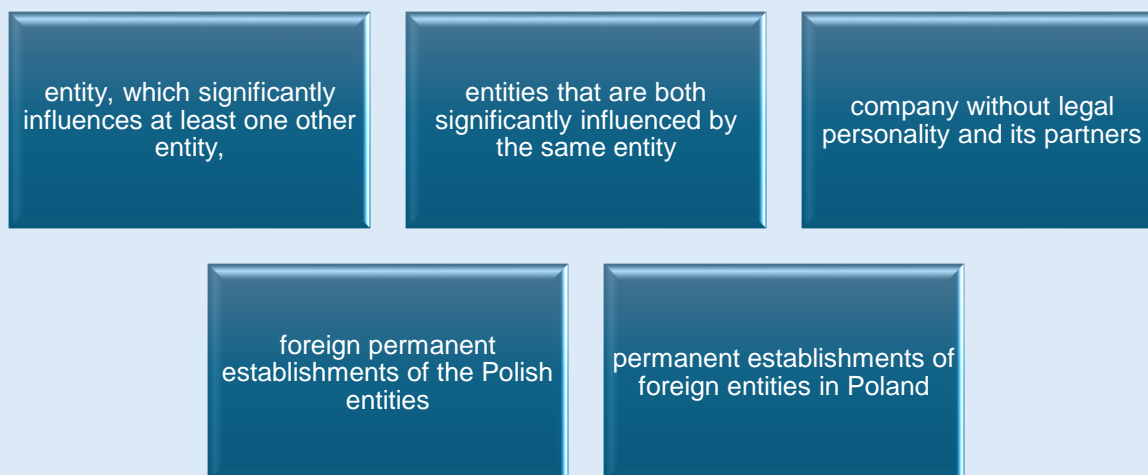 entity, which significantly
influences at least one other
entity,
entities that are both
significantly influenced by
the same entity
company without legal
personality and its partners
foreign permanent
establishments of the Polish
entities
permanent establishments of
foreign entities in Poland